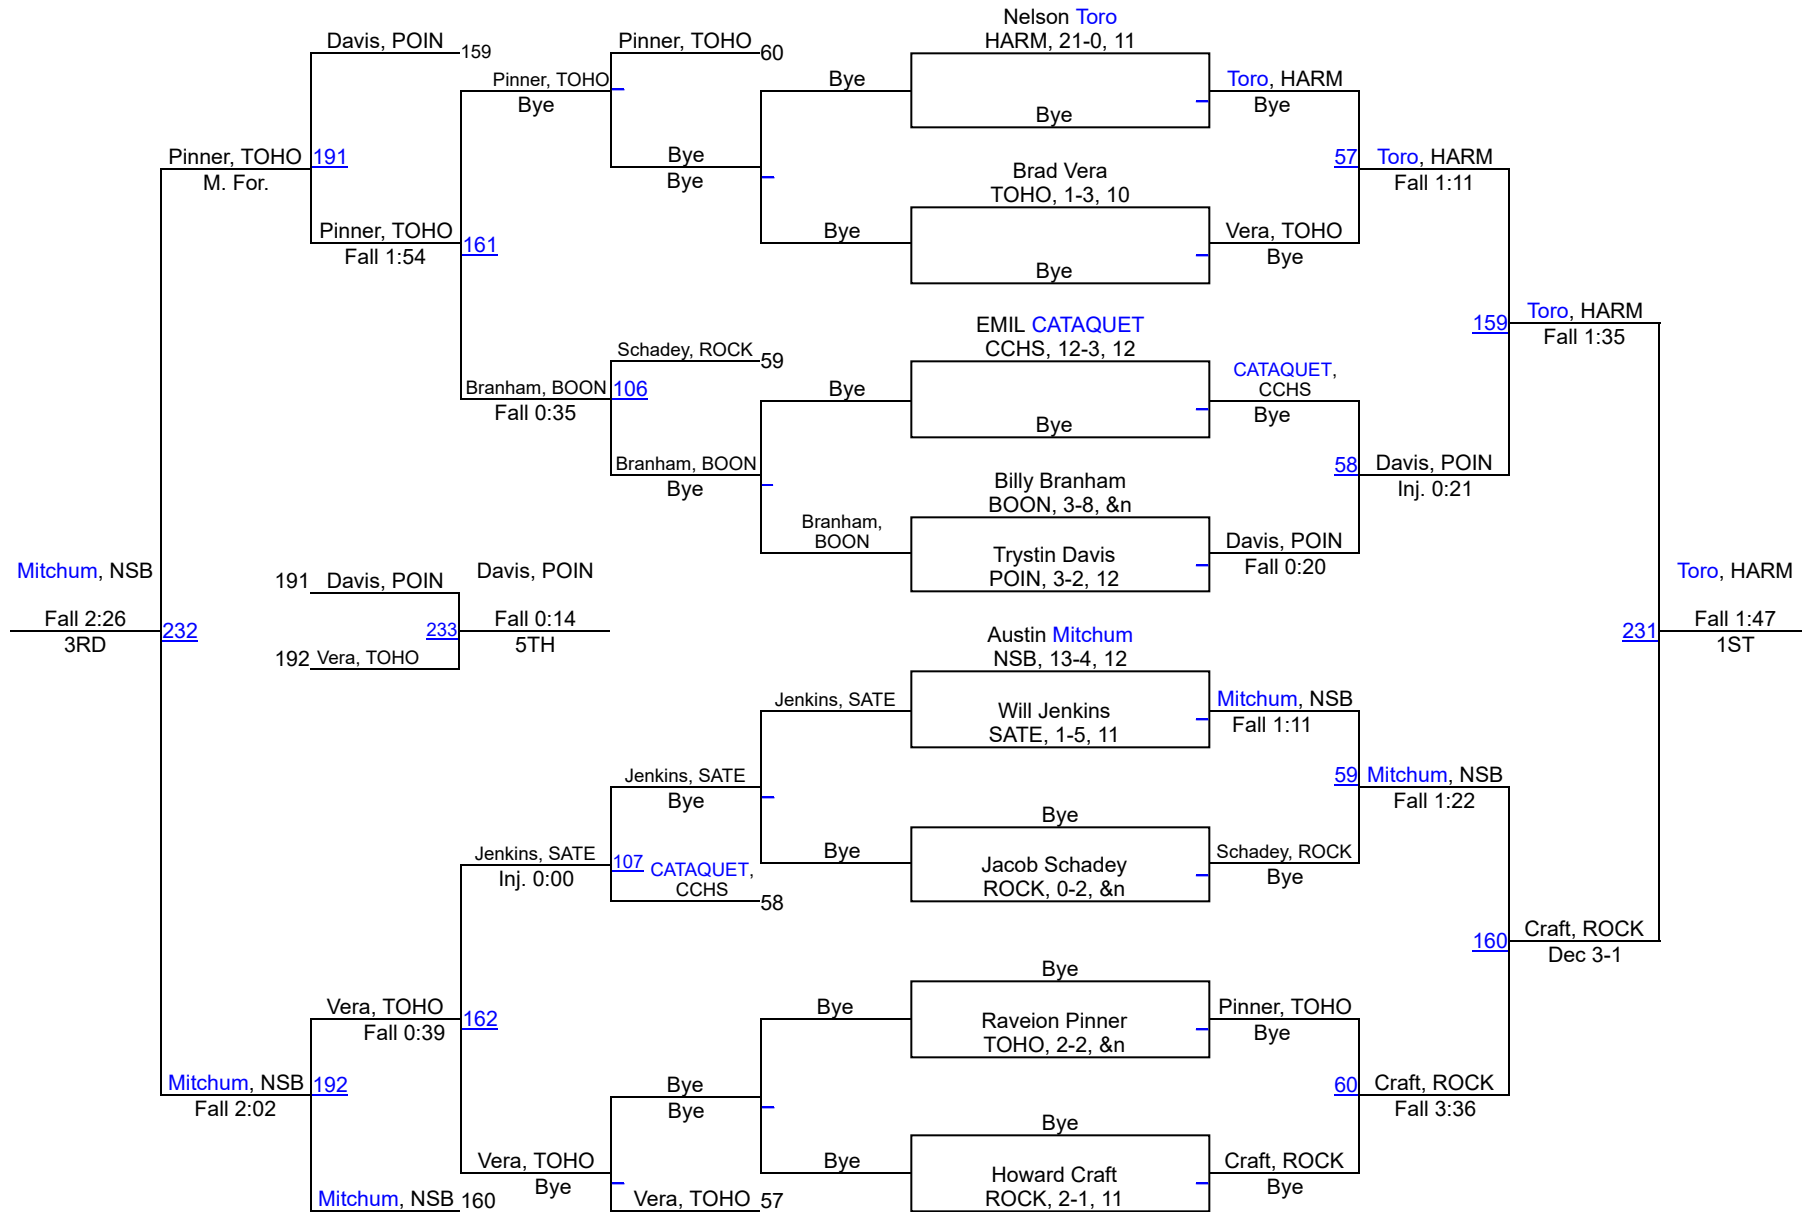 Nelson Toro
HARM, 21-0, 11
Bye
Brad Vera
TOHO, 1-3, 10
Bye
EMIL CATAQUET
CCHS, 12-3, 12
Bye
Billy Branham
BOON, 3-8, &n
Trystin Davis
POIN, 3-2, 12
Austin Mitchum
NSB, 13-4, 12
Will Jenkins
SATE, 1-5, 11
Bye
Jacob Schadey
ROCK, 0-2, &n
Bye
Raveion Pinner
TOHO, 2-2, &n
Bye
Howard Craft
ROCK, 2-1, 11
Toro, HARM
Bye
Vera, TOHO
Bye
CATAQUET,
CCHS
Bye
Davis, POIN
Fall 0:20
Mitchum, NSB
Fall 1:11
Schadey, ROCK
Bye
Pinner, TOHO
Bye
Craft, ROCK
Bye
57
Toro, HARM
Fall 1:11
58
Davis, POIN
Inj. 0:21
59
Mitchum, NSB
Fall 1:22
60
Craft, ROCK
Fall 3:36
159
Toro, HARM
Fall 1:35
160
Craft, ROCK
Dec 3-1
231
Toro, HARM
Fall 1:47
1ST
Bye
Bye
Bye
Branham,
BOON
Jenkins, SATE
Bye
Bye
Bye
Pinner, TOHO
60
Bye
Bye
Schadey, ROCK
59
Branham, BOON
Bye
Jenkins, SATE
Bye
CATAQUET,
CCHS
58
Bye
Bye
Vera, TOHO
57
Pinner, TOHO
Bye
106
Branham, BOON
Fall 0:35
107
Jenkins, SATE
Inj. 0:00
Vera, TOHO
Bye
Davis, POIN
159
161
Pinner, TOHO
Fall 1:54
162
Vera, TOHO
Fall 0:39
Mitchum, NSB
160
191
Pinner, TOHO
M. For.
192
Mitchum, NSB
Fall 2:02
232
Mitchum, NSB
Fall 2:26
3RD
191
Davis, POIN
192
Vera, TOHO
233
Davis, POIN
Fall 0:14
5TH